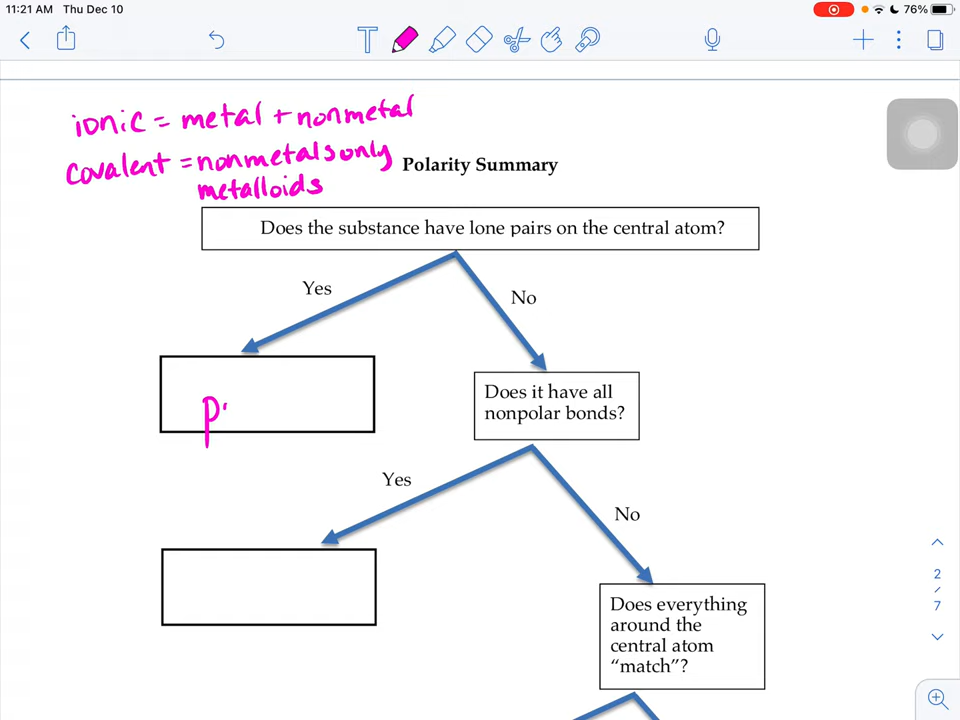 11:21 AM Thu Dec 10
76%
T
ionic = metal + nonmetal
covalent = nonmetals only
metalloids
Polarity Summary
Does the substance have lone pairs on the central atom?
Yes
No
Does it have all
nonpolar bonds?
p
Yes
No
Does everything
around the
central atom
“match”?
2
/
7